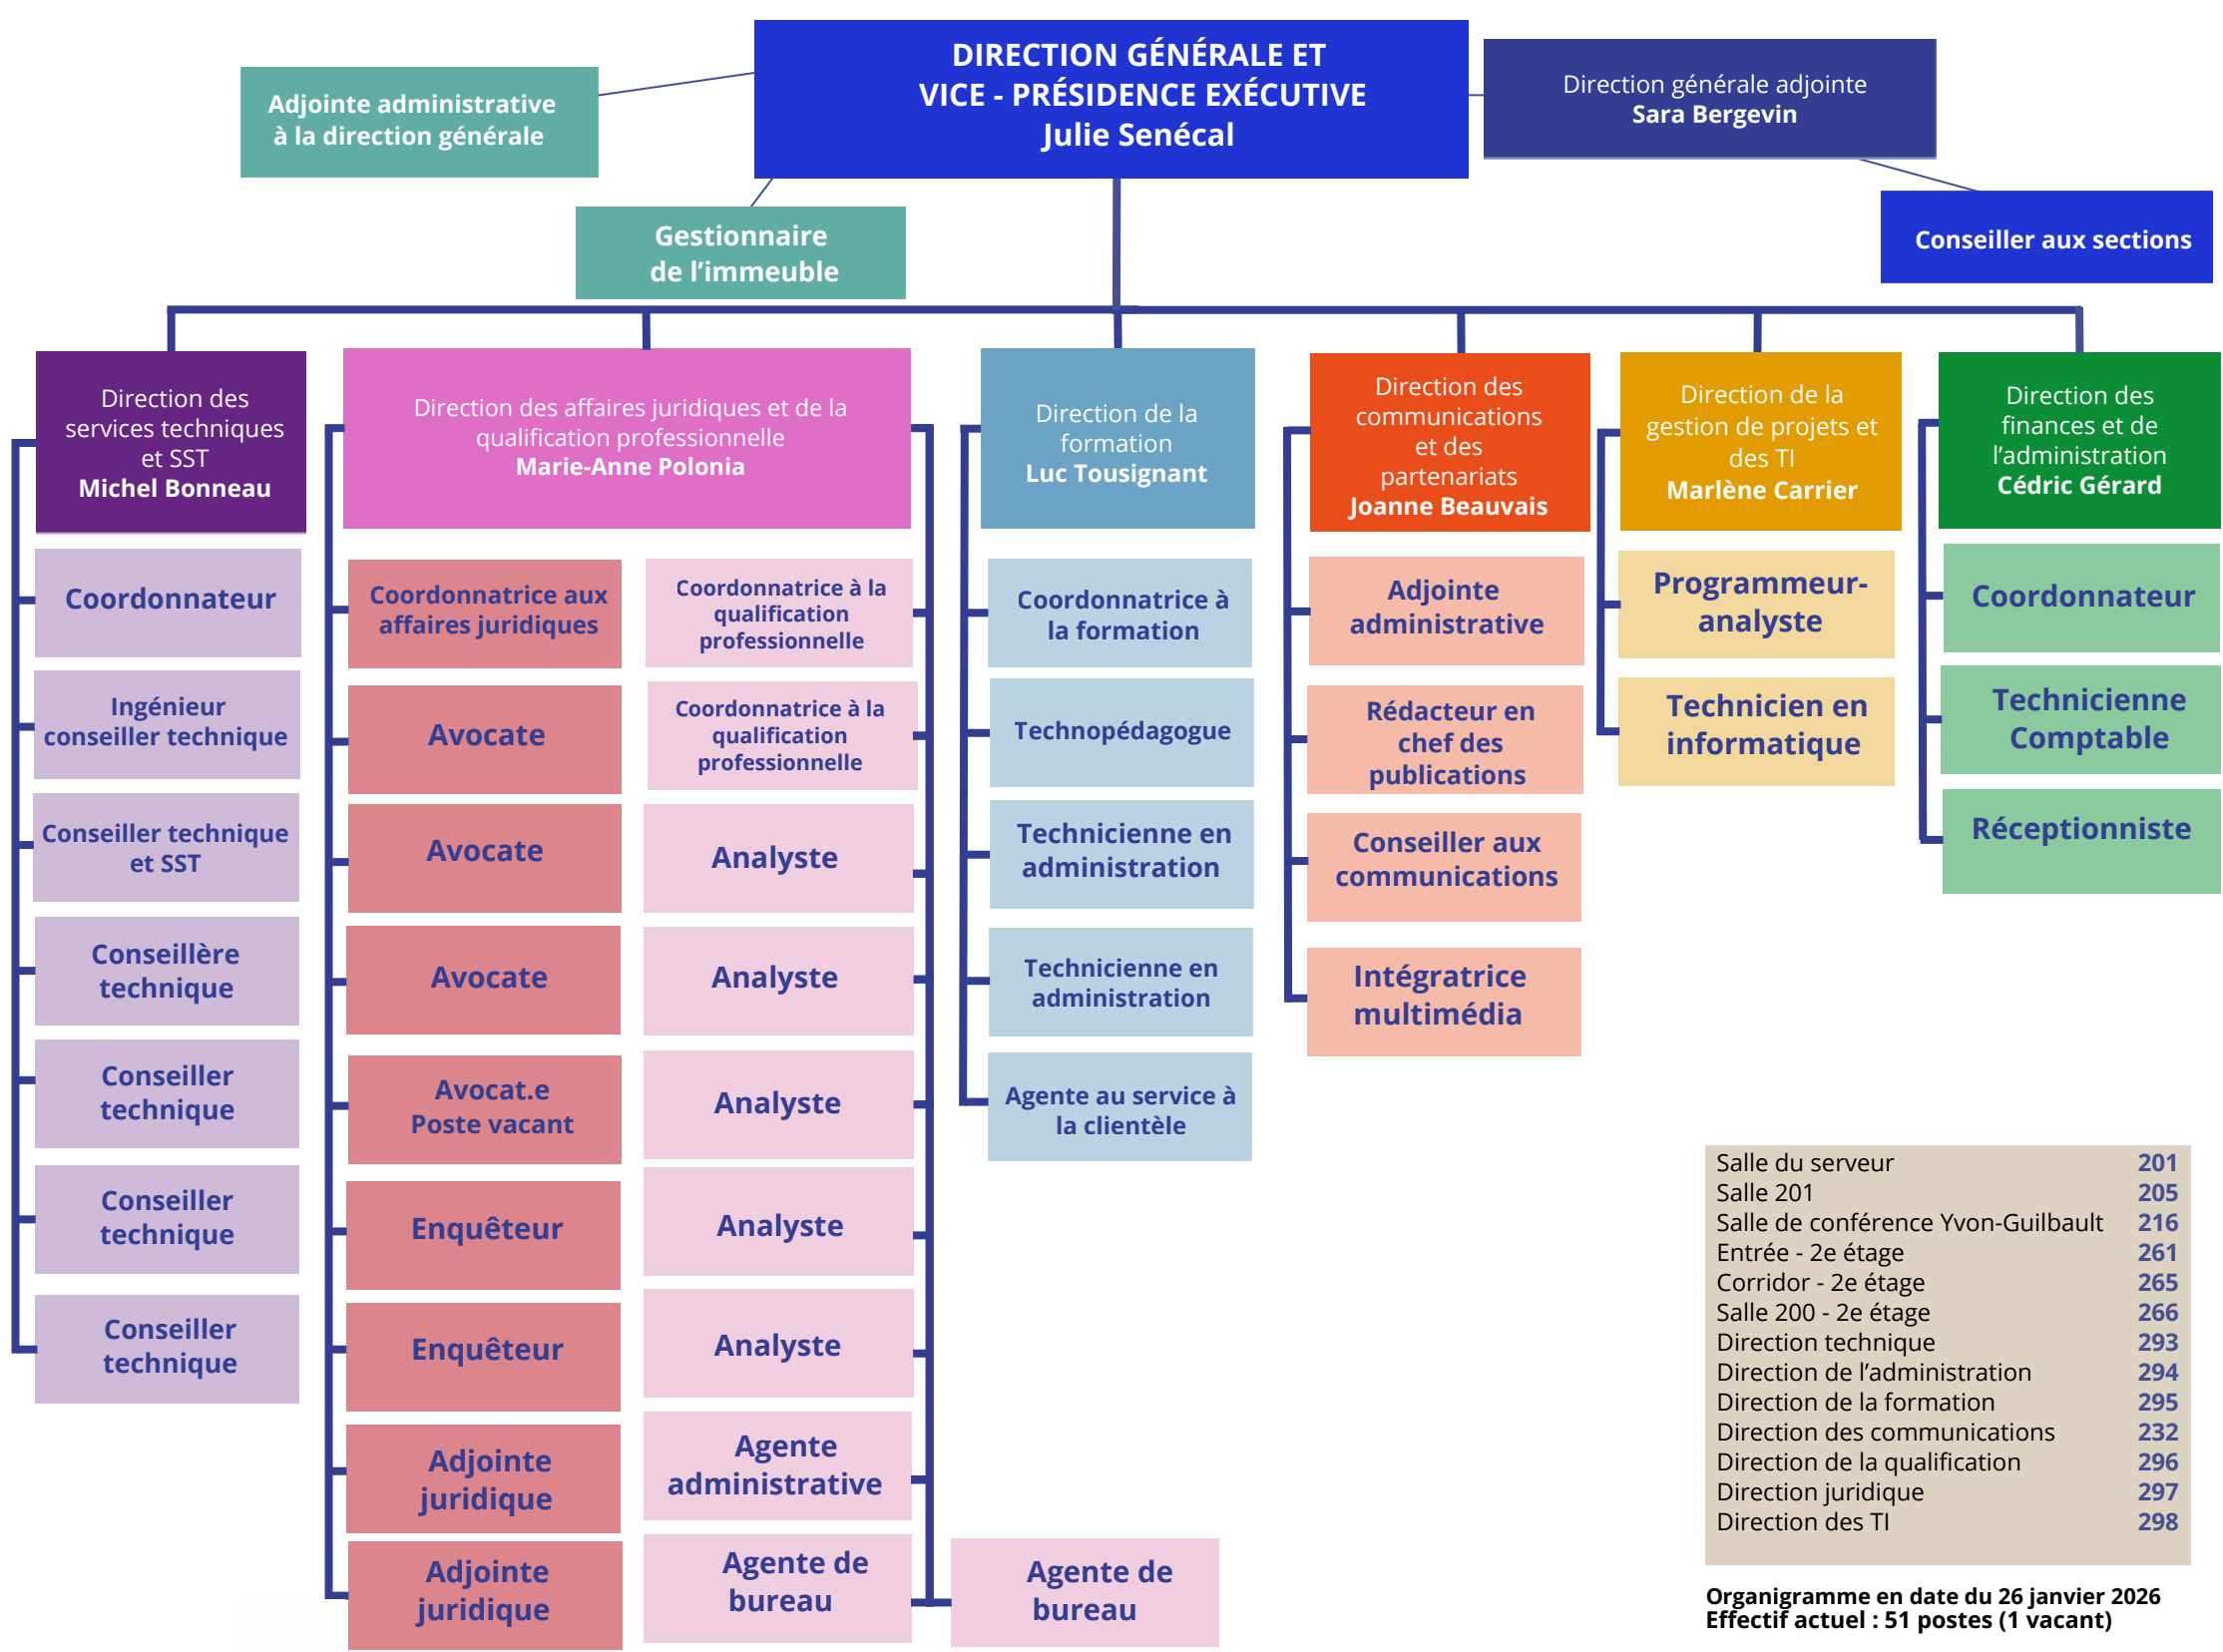 DIRECTION GÉNÉRALE ET
VICE - PRÉSIDENCE EXÉCUTIVE
Julie Senécal
Adjointe administrative
à la direction générale
Direction générale adjointe
Sara Bergevin
Gestionnaire
de l’immeuble
Conseiller aux sections
Direction des
services techniques
et SST
Michel Bonneau
Coordonnateur
Ingénieur
conseiller technique
Conseiller technique
et SST
Conseillère
technique
Conseiller
technique
Conseiller
technique
Conseiller
technique
Direction des affaires juridiques et de la
qualification professionnelle
Marie-Anne Polonia
Coordonnatrice aux
affaires juridiques
Avocate
Avocate
Avocate
Avocat.e
Poste vacant
Enquêteur
Enquêteur
Adjointe
juridique
Adjointe
juridique
Coordonnatrice à la
qualification
professionnelle
Coordonnatrice à la
qualification
professionnelle
Analyste
Analyste
Analyste
Analyste
Analyste
Agente
administrative
Agente de
bureau
Agente de
bureau
Direction de la
formation
Luc Tousignant
Coordonnatrice à
la formation
Technopédagogue
Technicienne en
administration
Technicienne en
administration
Agente au service à
la clientèle
Direction des
communications
et des
partenariats
Joanne Beauvais
Adjointe
administrative
Rédacteur en
chef des
publications
Conseiller aux
communications
Intégratrice
multimédia
Direction de la
gestion de projets et
des TI
Marlène Carrier
Programmeur-
analyste
Technicien en
informatique
Direction des
finances et de
l’administration
Cédric Gérard
Coordonnateur
Technicienne
Comptable
Réceptionniste
Salle du serveur 201
Salle 201 205
Salle de conférence Yvon-Guilbault 216
Entrée - 2e étage 261
Corridor - 2e étage 265
Salle 200 - 2e étage 266
Direction technique 293
Direction de l’administration 294
Direction de la formation 295
Direction des communications 232
Direction de la qualification 296
Direction juridique 297
Direction des TI 298
Organigramme en date du 26 janvier 2026
Effectif actuel : 51 postes (1 vacant)